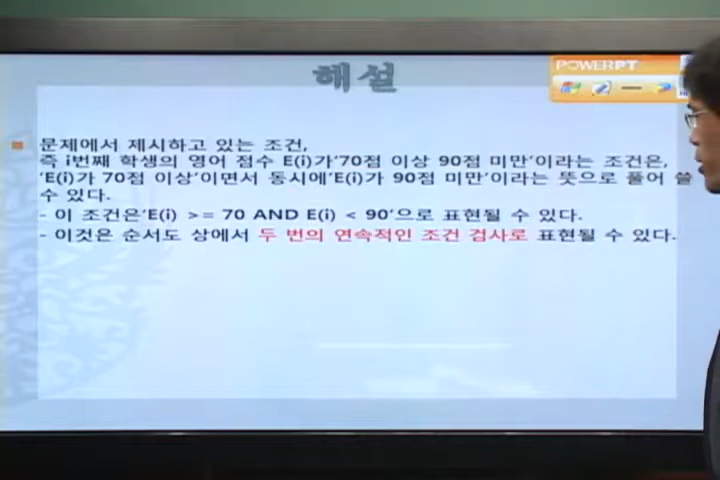 해설
POWERPT
문제에서 제시하고 있는 조건,
즉 i번째 학생의 영어 점수 E(i)가'70점 이상 90점 미만'이라는 조건은,
'E(i)가 70점 이상'이면서 동시에'E(i)가 90점 미만'이라는 뜻으로 풀어 쓸
수 있다.
- 이 조건은'E(i) >= 70 AND E(i) < 90'으로 표현될 수 있다.
- 이것은 순서도 상에서 두 번의 연속적인 조건 검사로 표현될 수 있다.